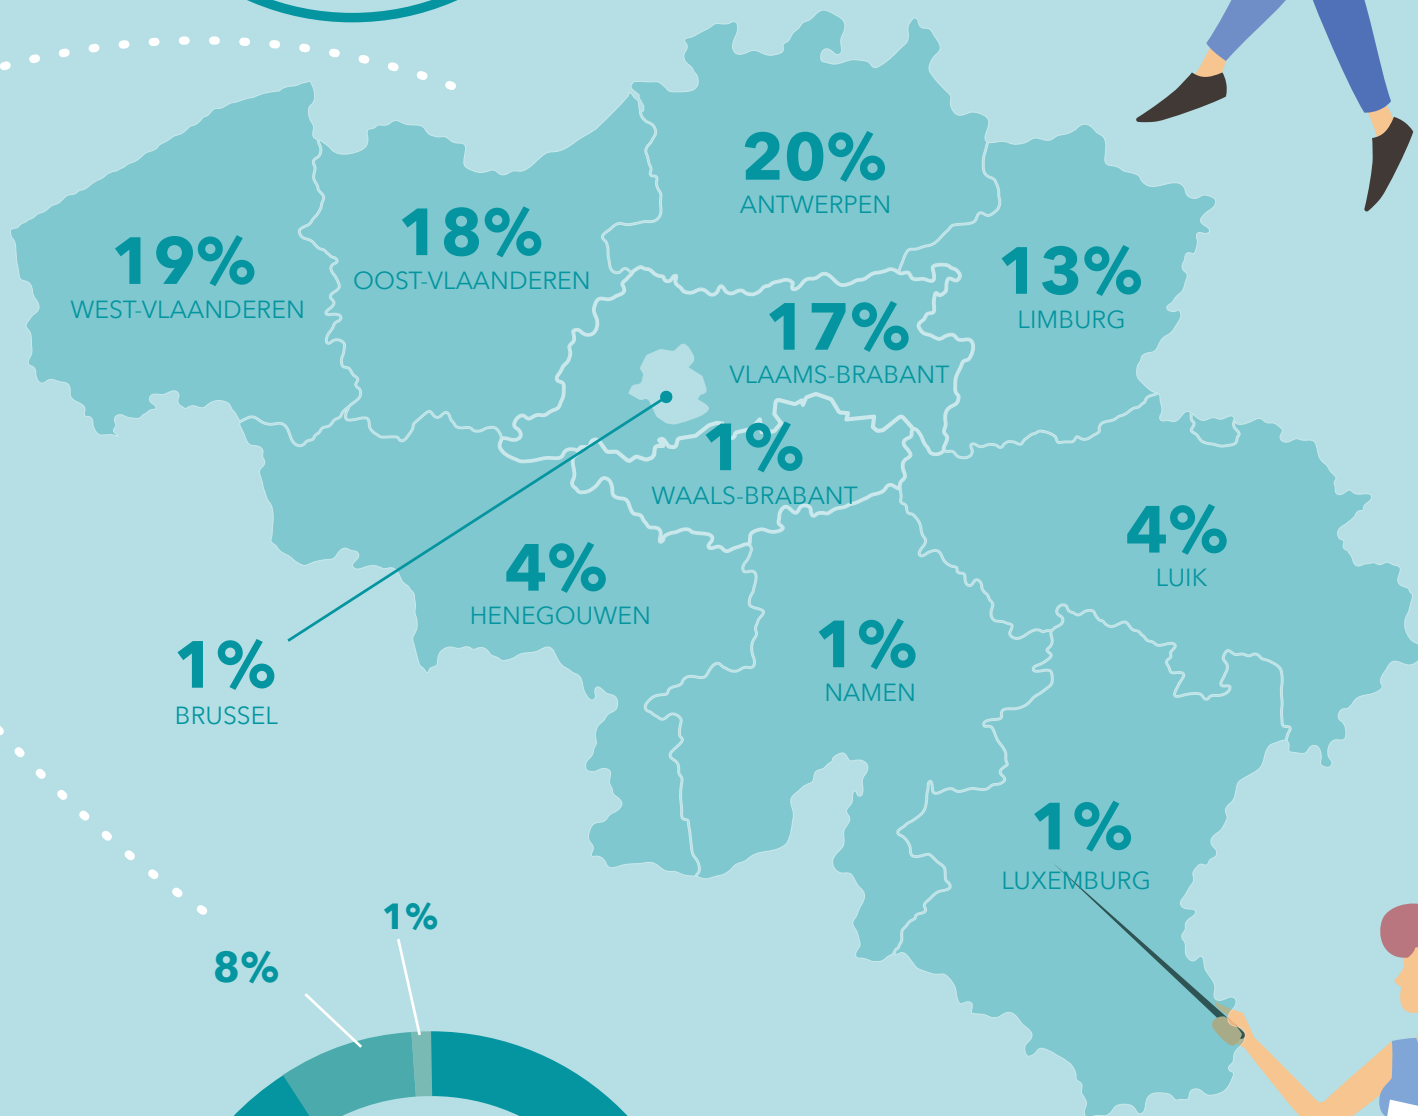 20%
ANTWERPEN
19%
WEST-VLAANDEREN
18%
OOST-VLAANDEREN
13%
LIMBURG
17%
VLAAMS-BRABANT
1%
WAALS-BRABANT
4%
LUIK
4%
HENEGOUWEN
1%
NAMEN
1%
BRUSSEL
1%
LUXEMBURG
1%
8%